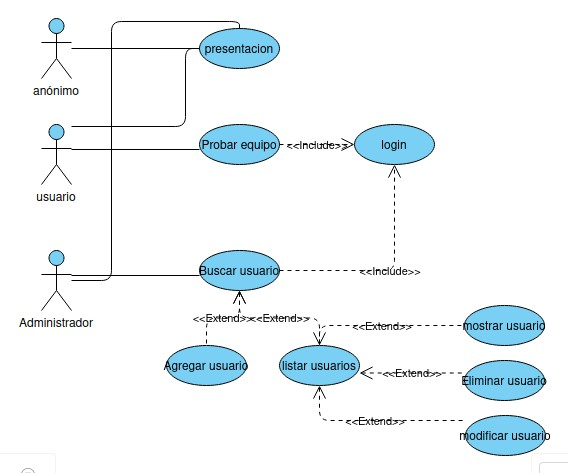 presentacion
anónimo
Probar equipo
<<Include>>
login
usuario
Buscar usuario
<<Include>>
Administrador
<<Extend>>
<<Extend>>
<<Extend>>
mostrar usuario
Agregar usuario
listar usuarios
<<Extend>>
Eliminar usuario
<<Extend>>
modificar usuario